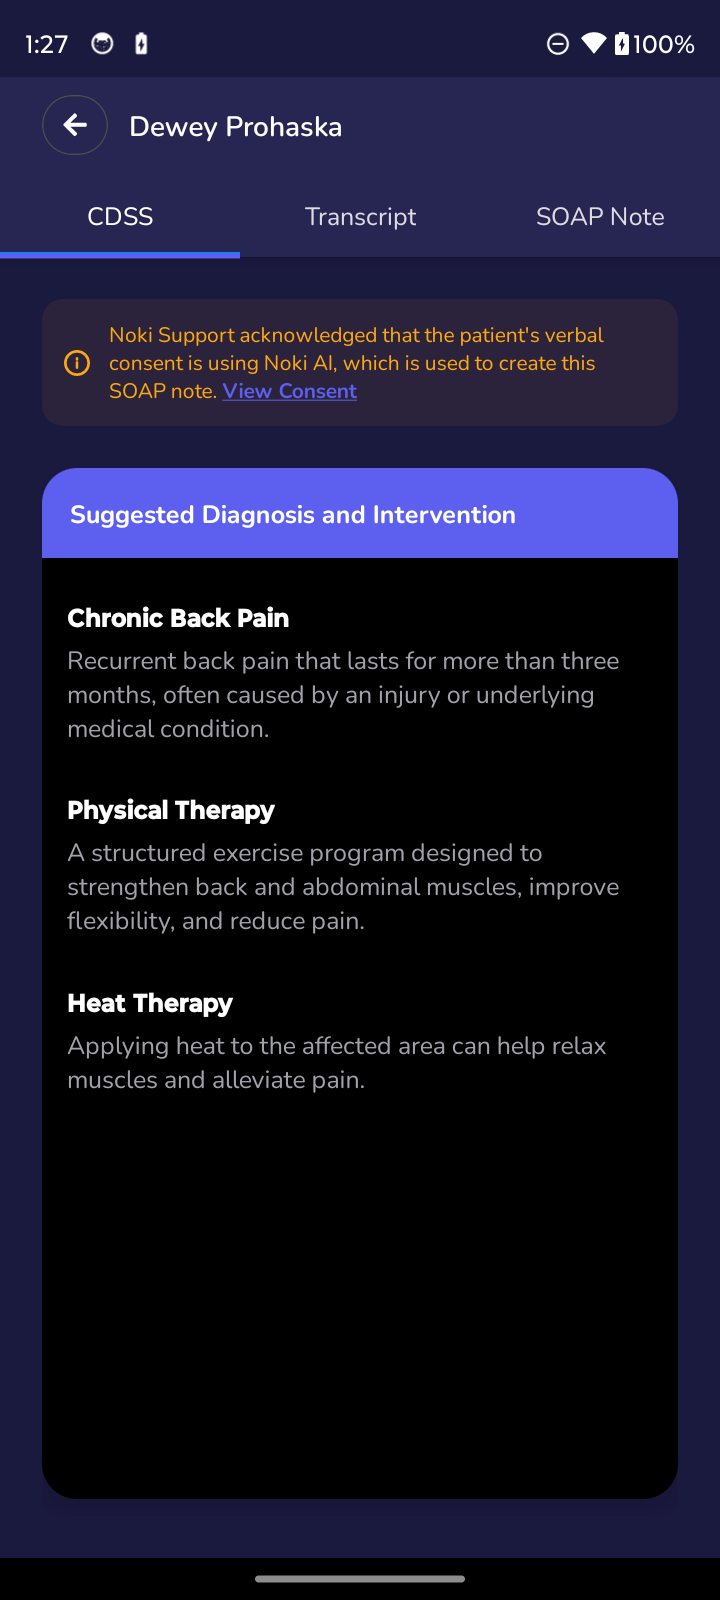 1:27
100%
Dewey Prohaska
CDSS
Transcript
SOAP Note
Noki Support acknowledged that the patient's verbal
consent is using Noki AI, which is used to create this
SOAP note. View Consent
Suggested Diagnosis and Intervention
Chronic Back Pain
Recurrent back pain that lasts for more than three
months, often caused by an injury or underlying
medical condition.
Physical Therapy
A structured exercise program designed to
strengthen back and abdominal muscles, improve
flexibility, and reduce pain.
Heat Therapy
Applying heat to the affected area can help relax
muscles and alleviate pain.